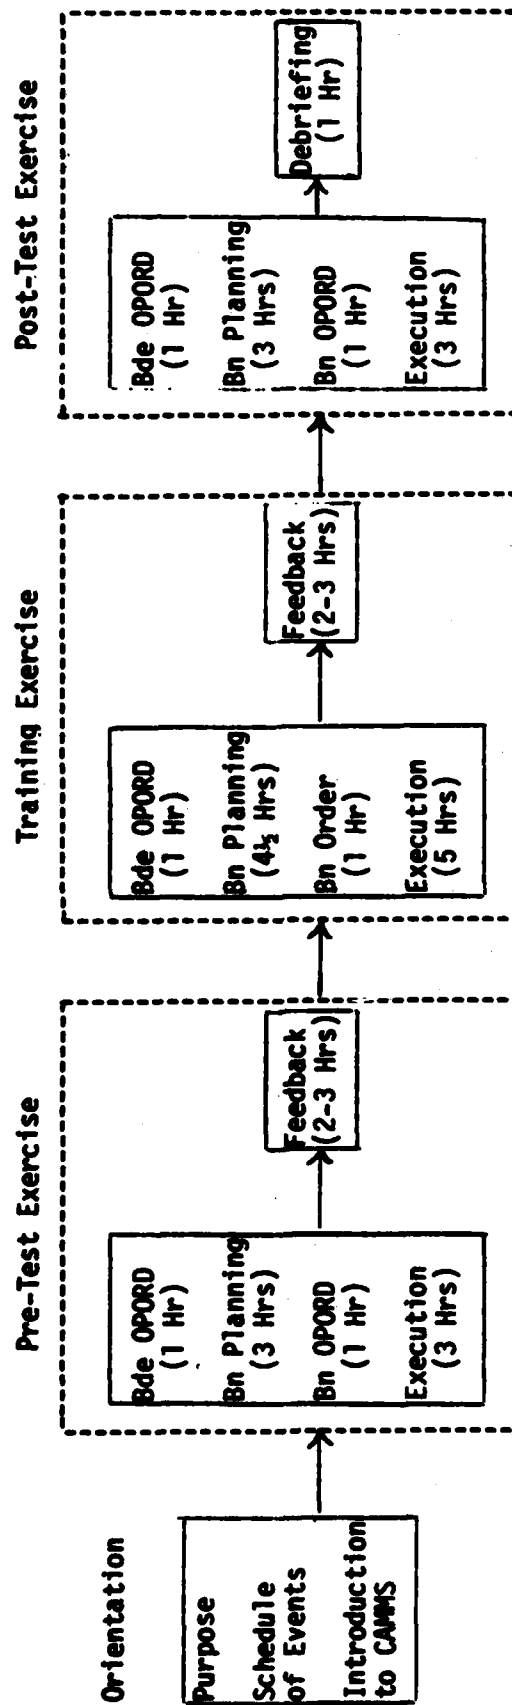 Orientation
Purpose
Schedule
of Events
Introduction
to CAMMS
Pre-Test Exercise
Bde OPORD
(1 Hr)
Bn Planning
(3 Hrs)
Bn OPORD
(1 Hr)
Execution
(3 Hrs)
Feedback
(2-3 Hrs)
Training Exercise
Bde OPORD
(1 Hr)
Bn Planning
(4½ Hrs)
Bn Order
(1 Hr)
Execution
(5 Hrs)
Feedback
(2-3 Hrs)
Post-Test Exercise
Bde OPORD
(1 Hr)
Bn Planning
(3 Hrs)
Bn OPORD
(1 Hr)
Execution
(3 Hrs)
Debriefing
(1 Hr)